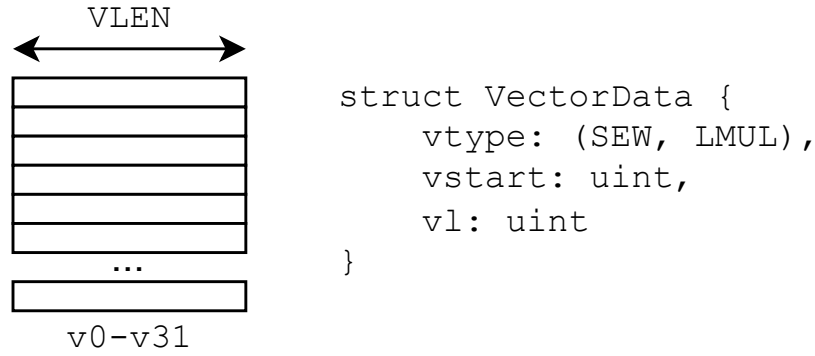 VLEN
...
v0-v31
struct VectorData {
    vtype: (SEW, LMUL),
    vstart: uint,
    vl: uint
}